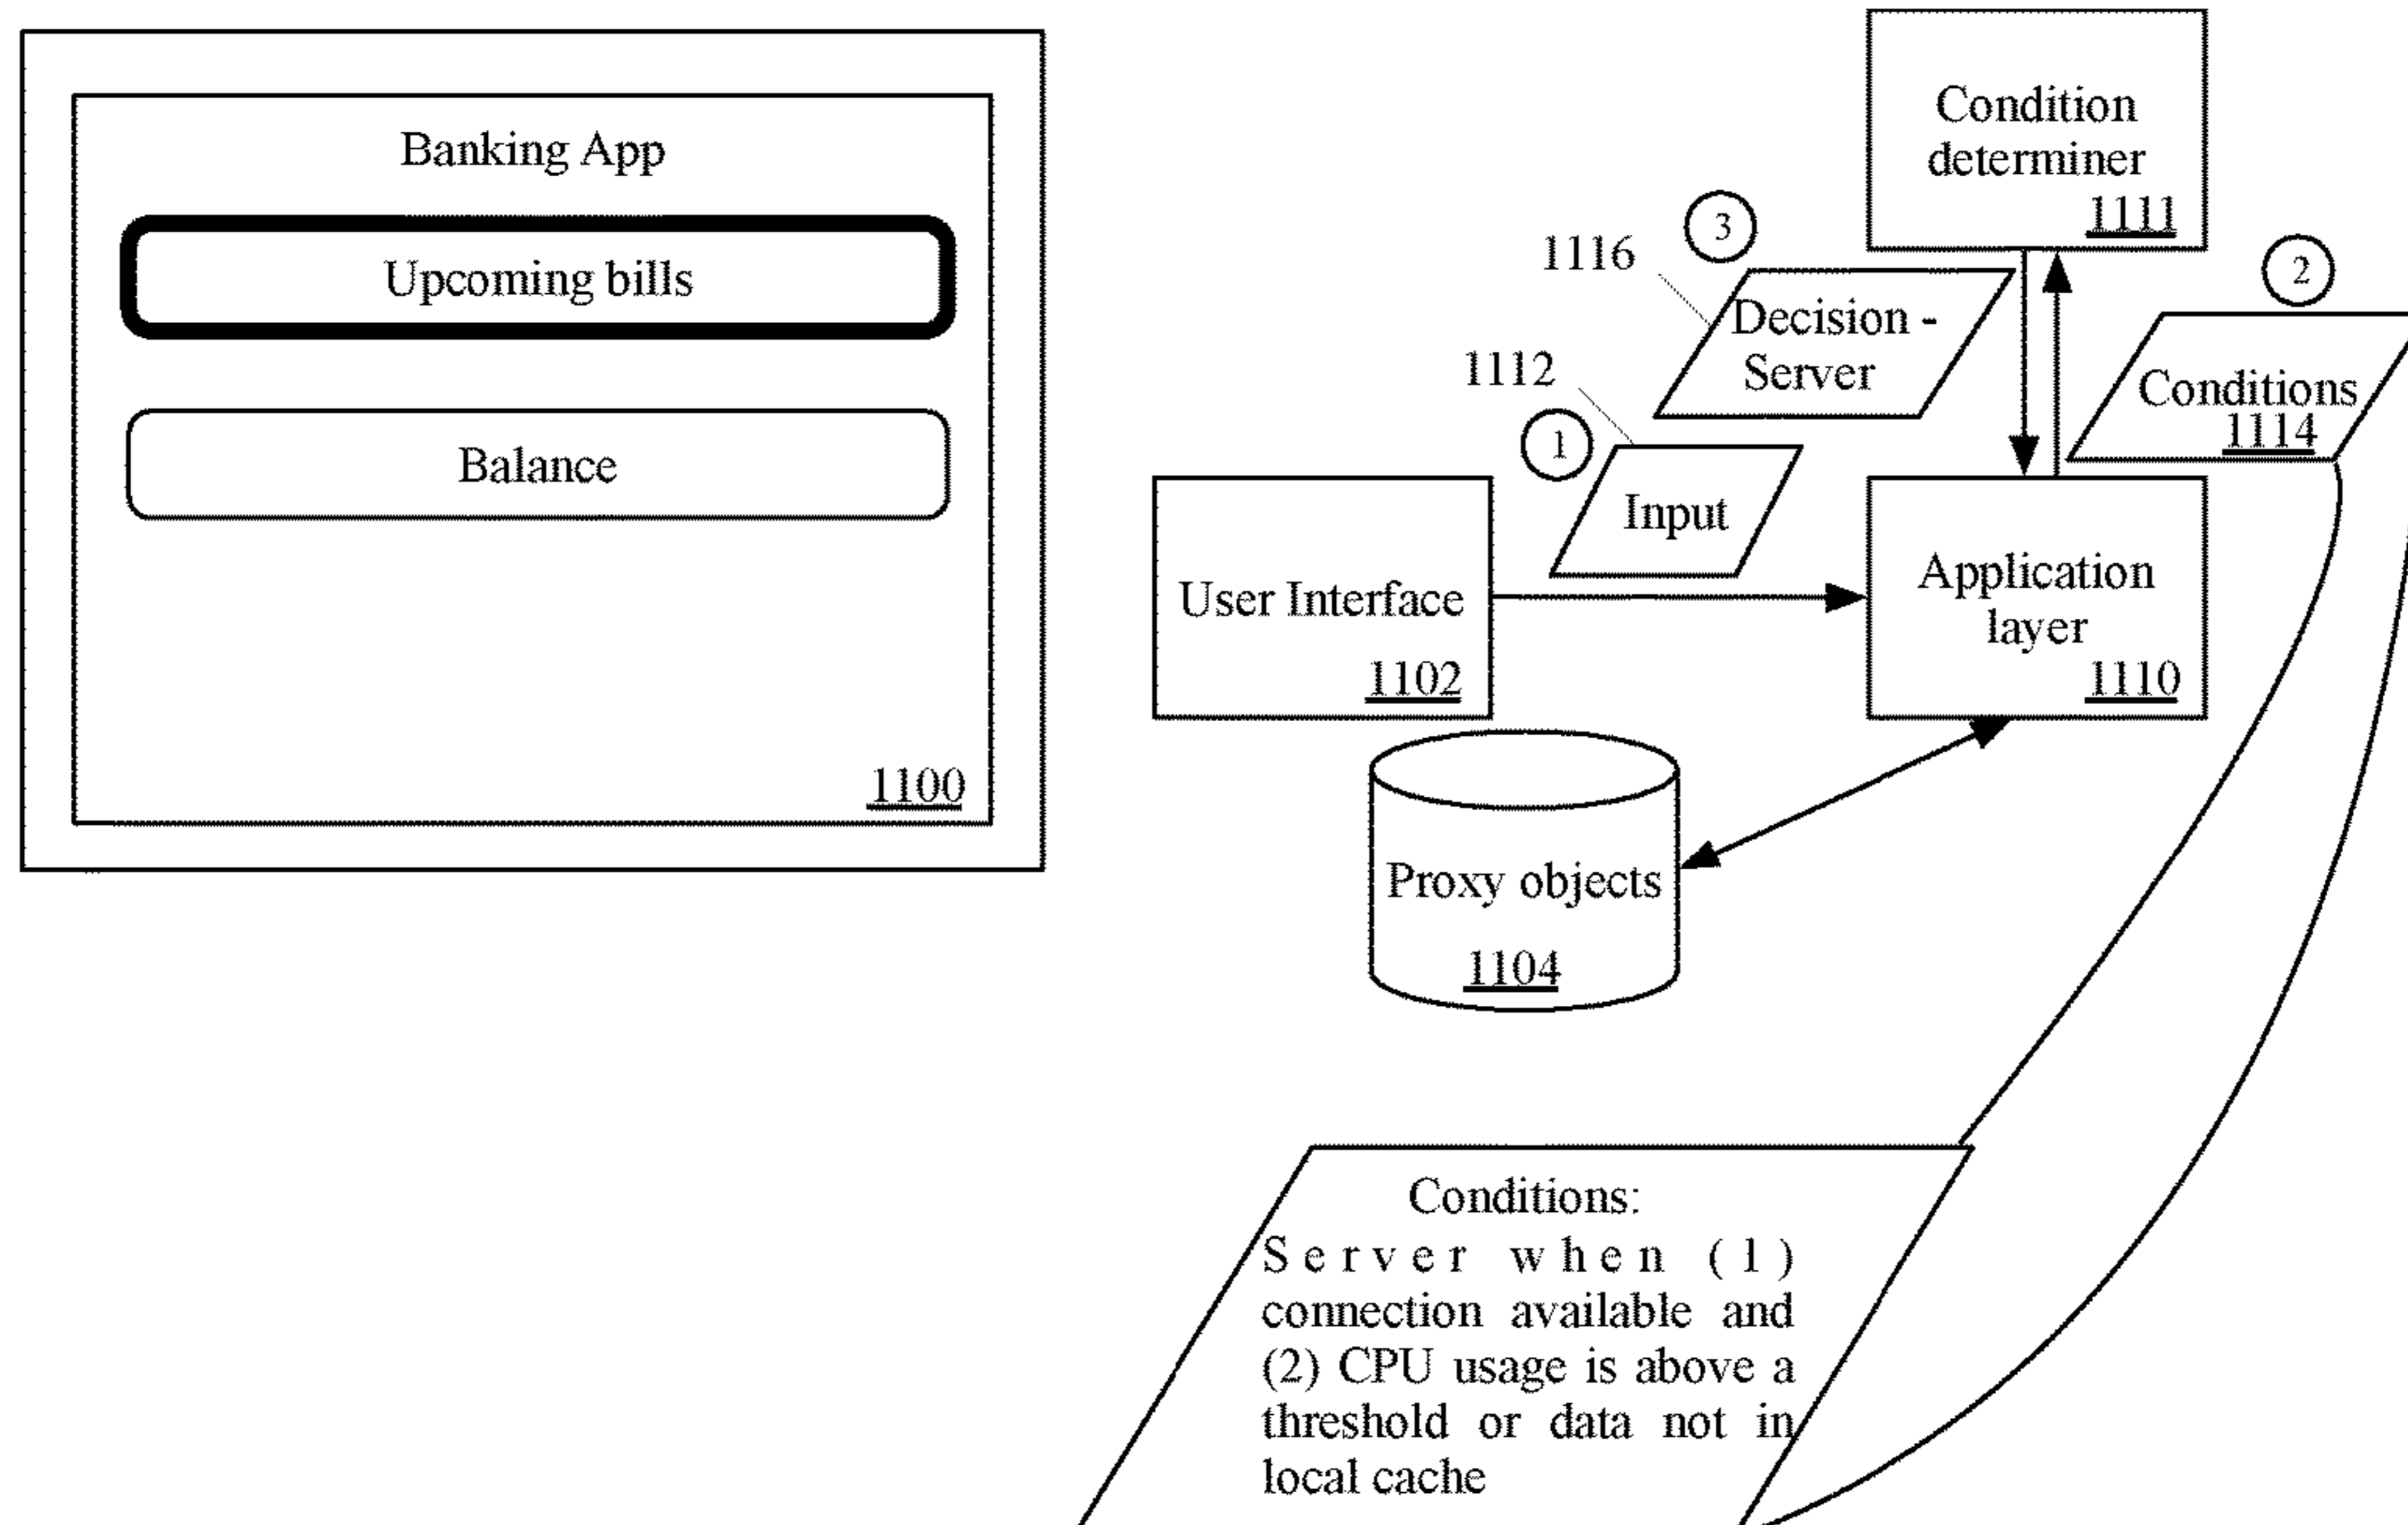 Banking App
Upcoming bills
Balance
1100
Condition
determiner
1111
3
1116
Decision -
Server
2
Conditions
1114
1112
1
Input
User Interface
1102
Application
layer
1110
Proxy objects
1104
Conditions:
Server when (1)
connection available and
(2) CPU usage is above a
threshold or data not in
local cache